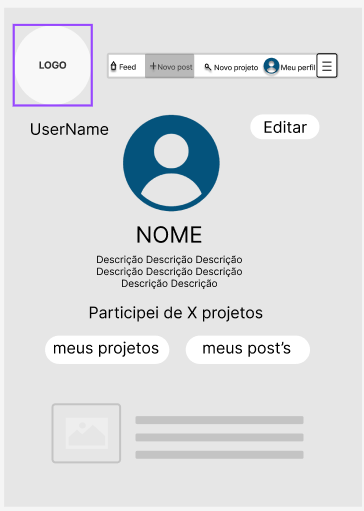 LOGO
Feed
Novo post
Novo projeto
Meu perfil
UserName
Editar
NOME
Descrição Descrição Descrição
Descrição Descrição Descrição
Descrição Descrição
Participei de X projetos
meus projetos
meus post's